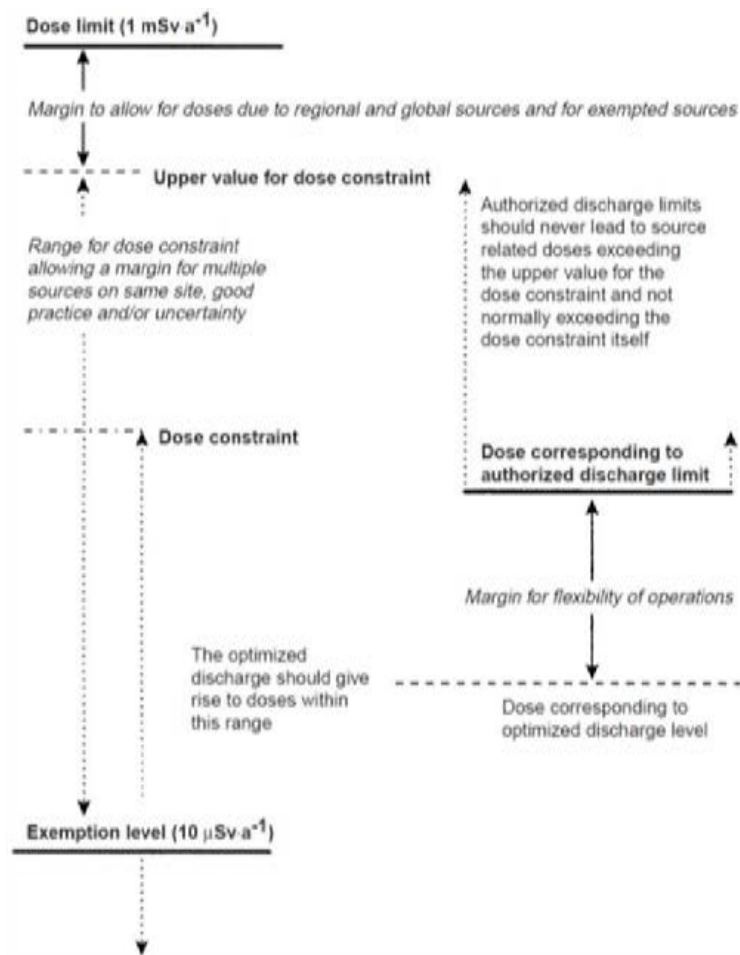 Dose limit (1 mSv·a⁻¹)
Margin to allow for doses due to regional and global sources and for exempted sources
Upper value for dose constraint
Range for dose constraint
allowing a margin for multiple
sources on same site, good
practice and/or uncertainty
Authorized discharge limits
should never lead to source
related doses exceeding
the upper value for the
dose constraint and not
normally exceeding the
dose constraint itself
Dose constraint
Dose corresponding to
authorized discharge limit
Margin for flexibility of operations
The optimized
discharge should give
rise to doses within
this range
Dose corresponding to
optimized discharge level
Exemption level (10 µSv·a⁻¹)